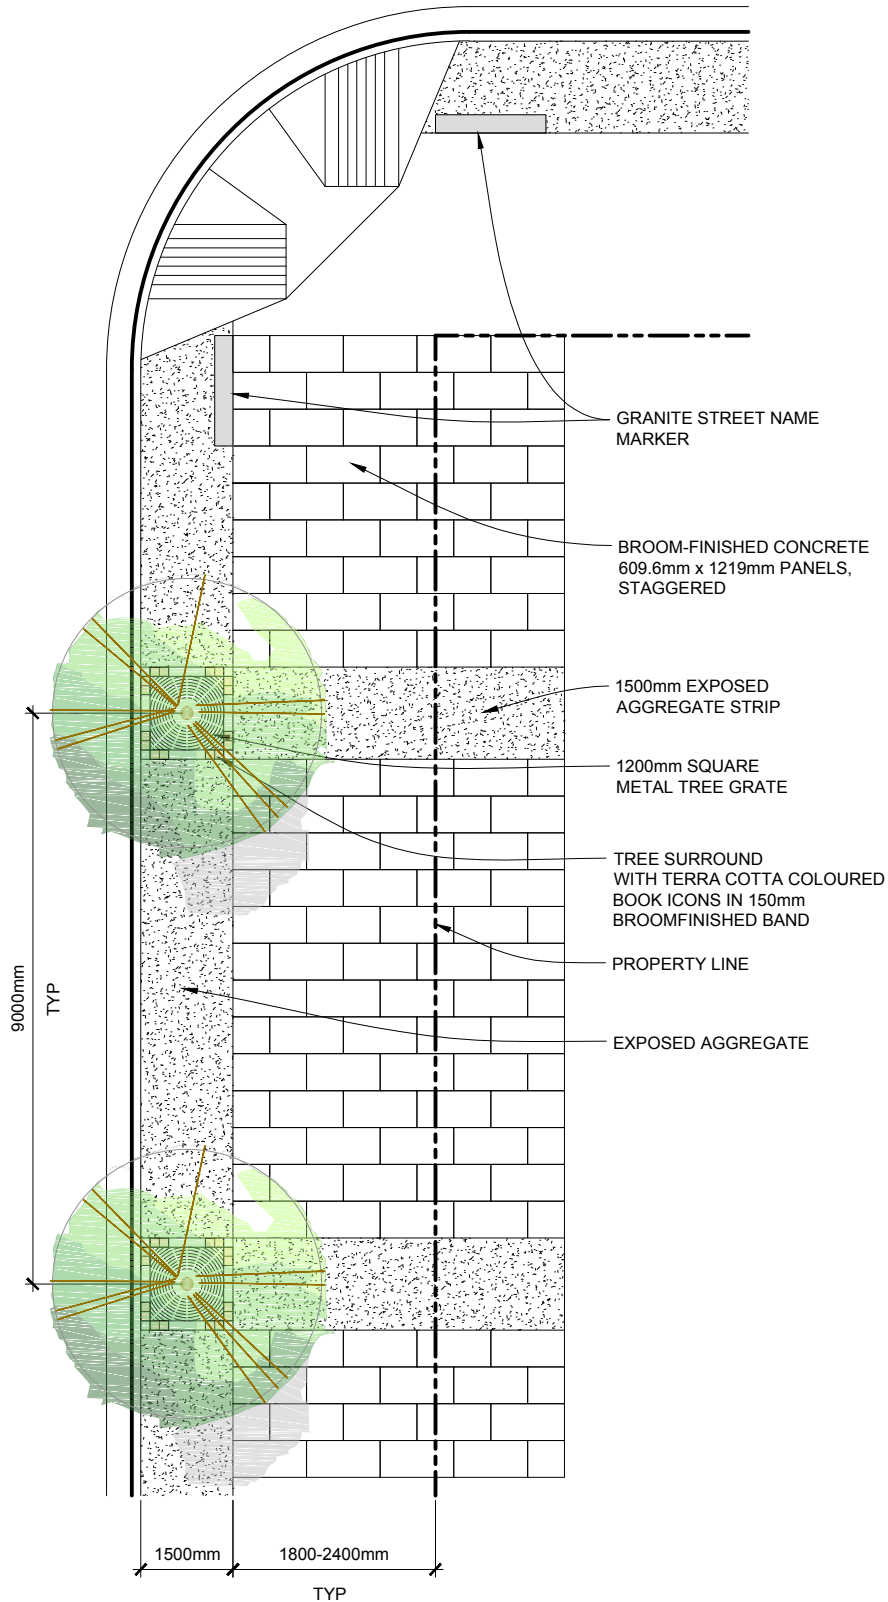 GRANITE STREET NAME
MARKER
BROOM-FINISHED CONCRETE
609.6mm x 1219mm PANELS,
STAGGERED
1500mm EXPOSED
AGGREGATE STRIP
1200mm SQUARE
METAL TREE GRATE
TREE SURROUND
WITH TERRA COTTA COLOURED
BOOK ICONS IN 150mm
BROOMFINISHED BAND
PROPERTY LINE
EXPOSED AGGREGATE
9000mm
TYP
1500mm
1800-2400mm
TYP